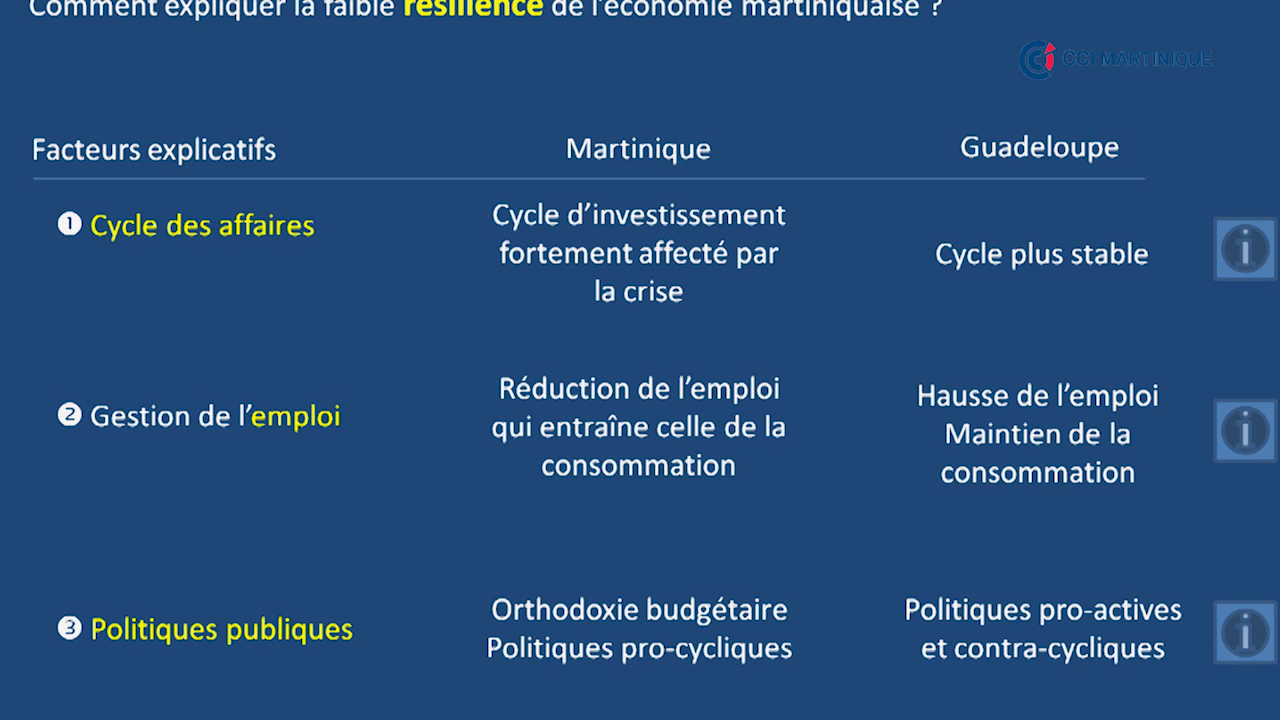 Comment expliquer la faible résilience de l'économie martiniquaise ?
CCI MARTINIQUE
Facteurs explicatifs
Martinique
Guadeloupe
❶ Cycle des affaires
Cycle d'investissement
fortement affecté par
la crise
Cycle plus stable
❷ Gestion de l'emploi
Réduction de l'emploi
qui entraîne celle de la
consommation
Hausse de l'emploi
Maintien de la
consommation
❸ Politiques publiques
Orthodoxie budgétaire
Politiques pro-cycliques
Politiques pro-actives
et contra-cycliques